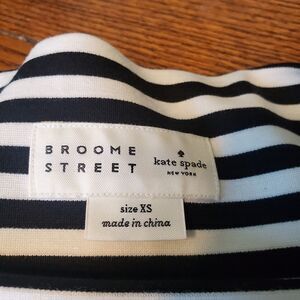 BROOME
STREET
kate spade
NEW YORK
size XS
made in china